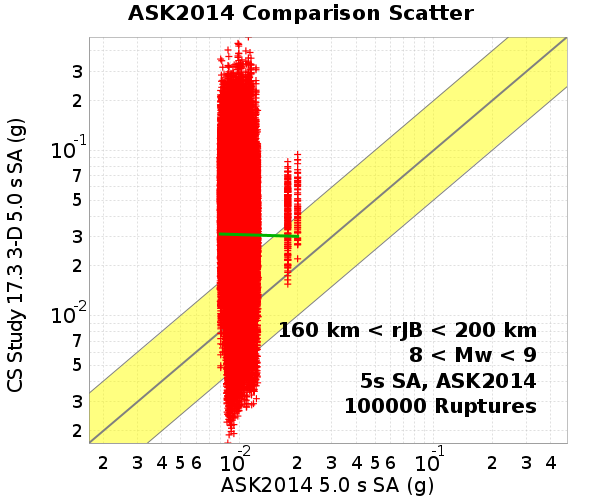 ASK2014 Comparison Scatter
CS Study 17.3 3-D 5.0 s SA (g)
3
2
10-1
7
5
3
2
10-2
7
5
3
2
160 km < rJB < 200 km
8 < Mw < 9
5s SA, ASK2014
100000 Ruptures
2 3 4 5 6 10-2 2 3 4 5 6 10-1 2 3 4
ASK2014 5.0 s SA (g)